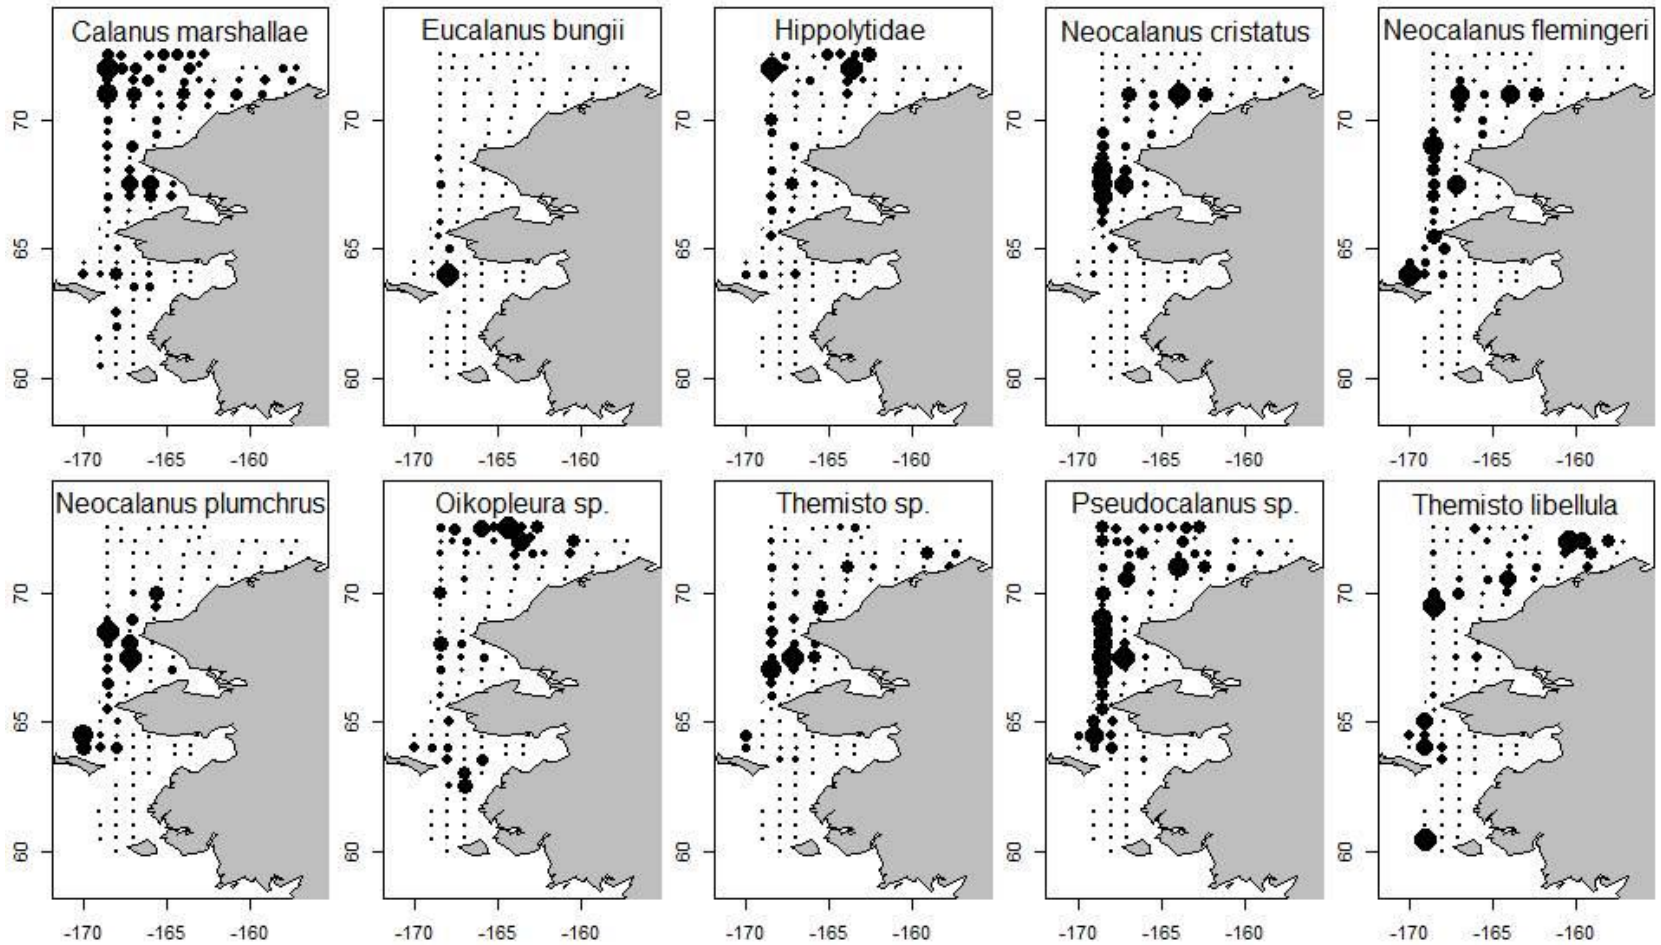 Calanus marshallae
70
65
60
-170 -165 -160
Eucalanus bungii
70
65
60
-170 -165 -160
Hippolytidae
70
65
60
-170 -165 -160
Neocalanus cristatus
70
65
60
-170 -165 -160
Neocalanus flemingeri
70
65
60
-170 -165 -160
Neocalanus plumchrus
70
65
60
-170 -165 -160
Oikopleura sp.
70
65
60
-170 -165 -160
Themisto sp.
70
65
60
-170 -165 -160
Pseudocalanus sp.
70
65
60
-170 -165 -160
Themisto libellula
70
65
60
-170 -165 -160